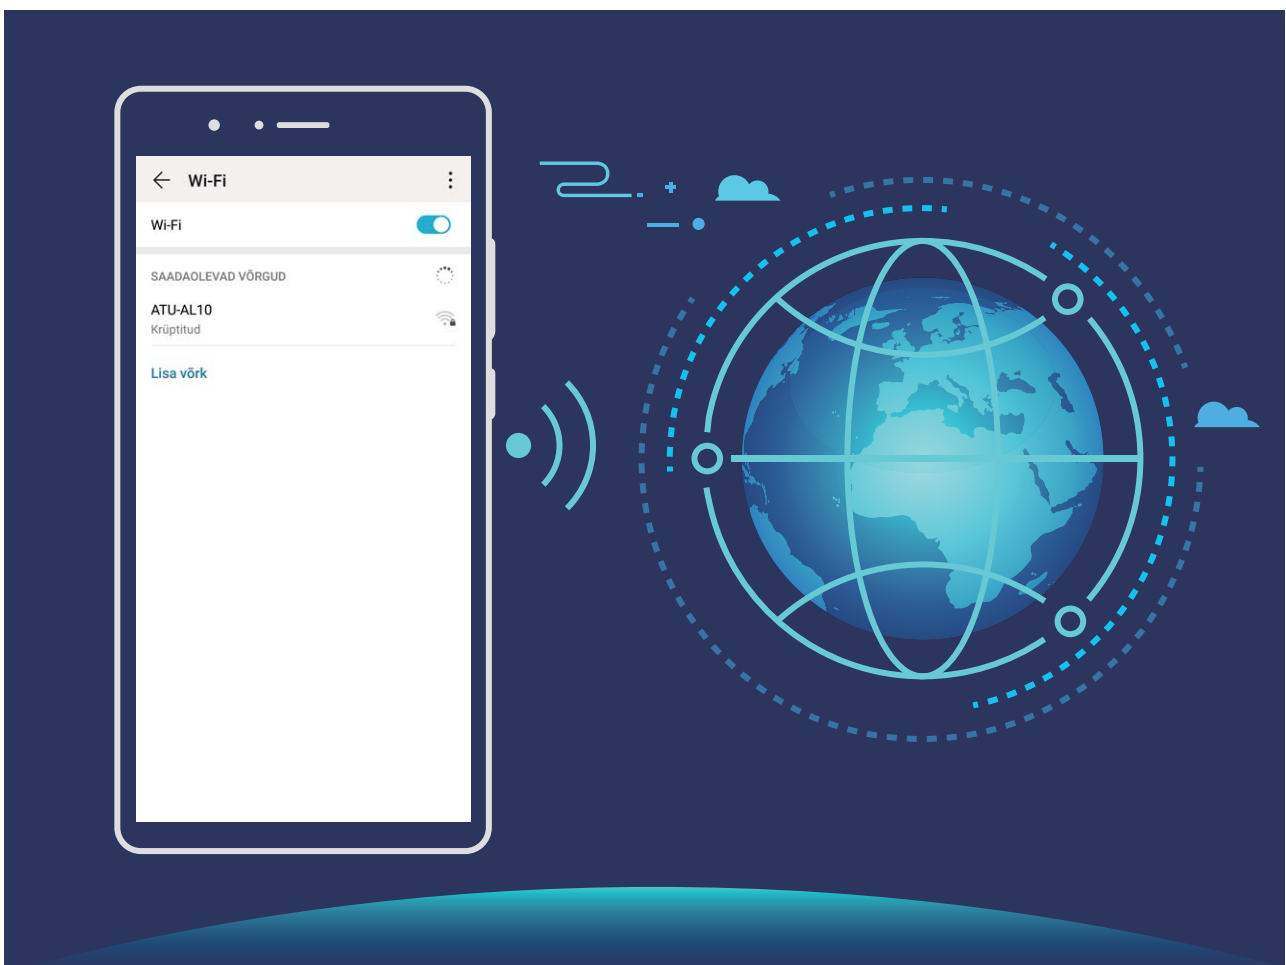 Wi-Fi
Wi-Fi
SAADAOLEVAD VÕRGUD
ATU-AL10
Krüptitud
Lisa võrk